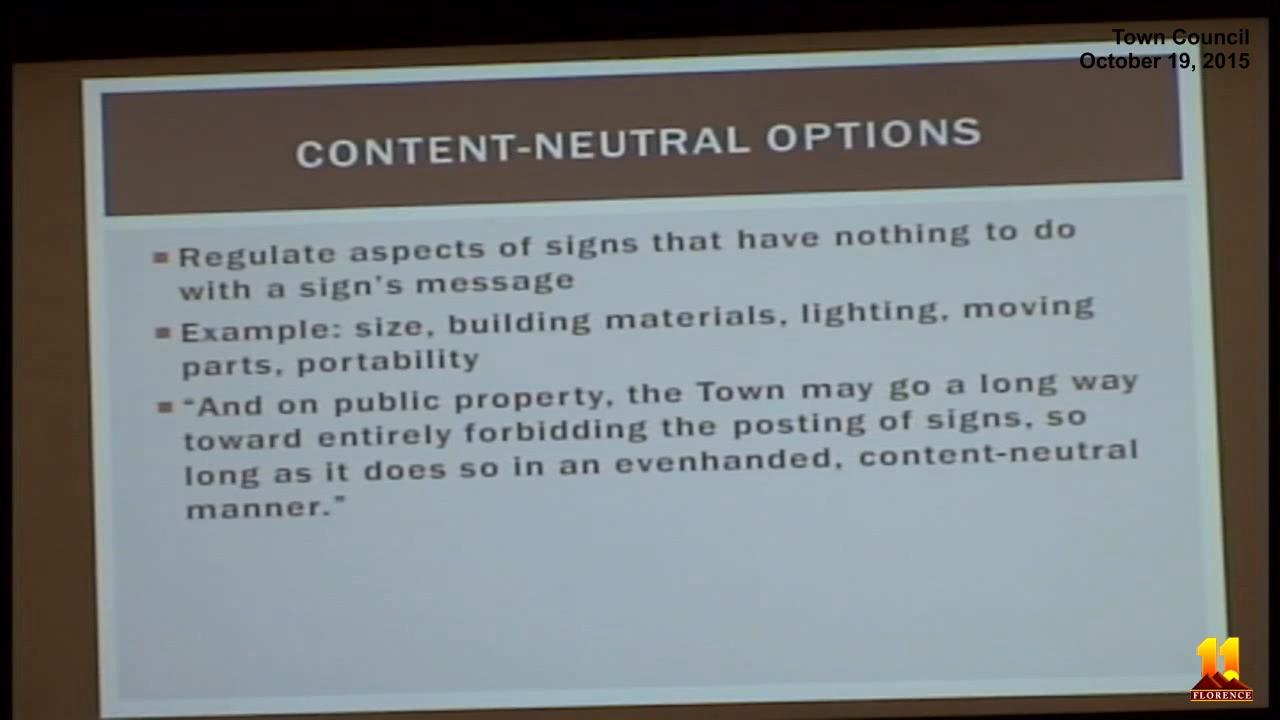 Town Council
October 19, 2015
CONTENT-NEUTRAL OPTIONS
Regulate aspects of signs that have nothing to do
with a sign's message
Example: size, building materials, lighting, moving
parts, portability
"And on public property, the Town may go a long way
toward entirely forbidding the posting of signs, so
long as it does so in an evenhanded, content-neutral
manner."
11
FLORENCE